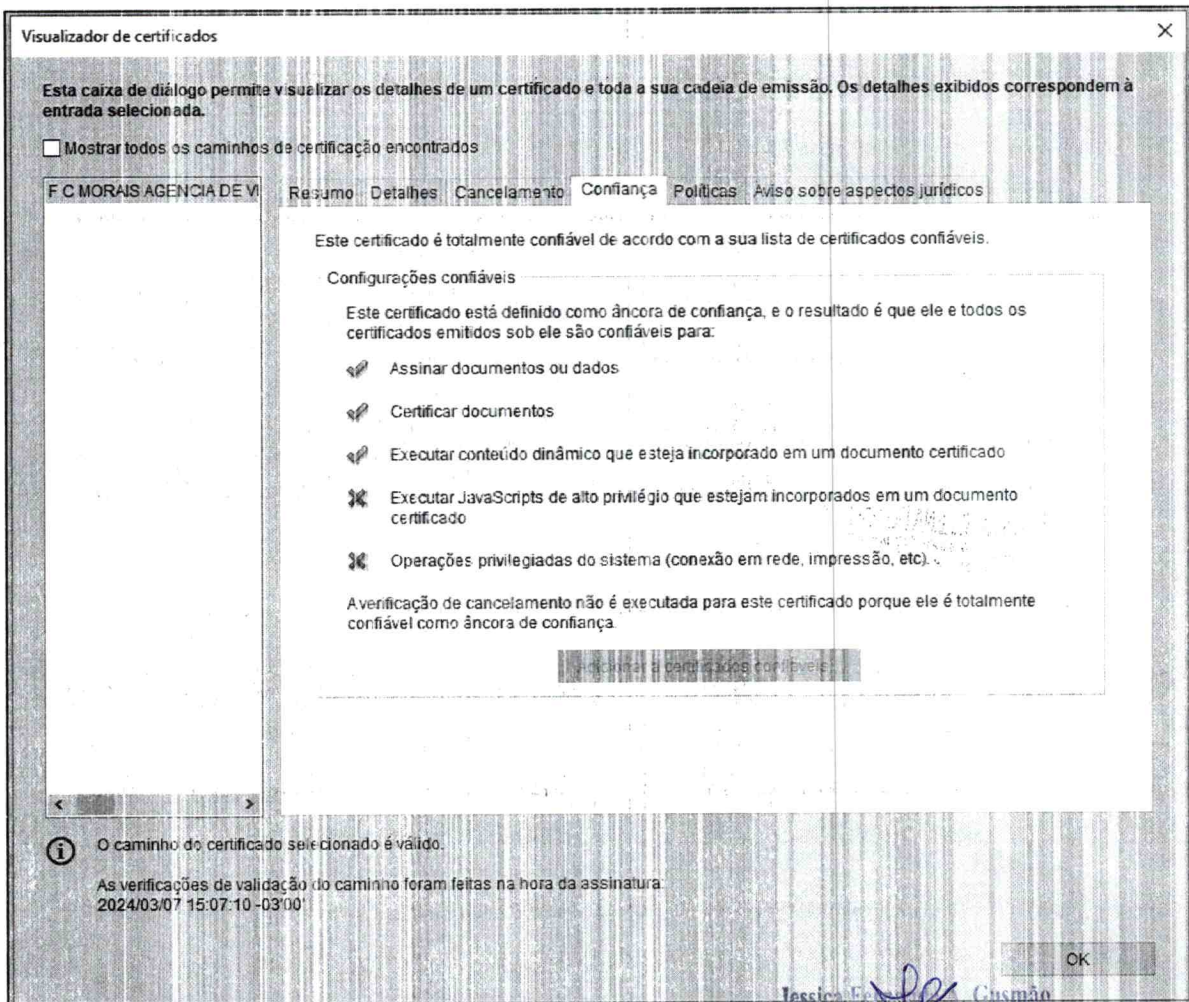 Visualizador de certificados
Esta caixa de diálogo permite visualizar os detalhes de um certificado e toda a sua cadeia de emissão. Os detalhes exibidos correspondem à
entrada selecionada.
Mostrar todos os caminhos de certificação encontrados
F C MORAIS AGENCIA DE VI
Resumo Detalhes Cancelamento Confiança Políticas Aviso sobre aspectos jurídicos
Este certificado é totalmente confiável de acordo com a sua lista de certificados confiáveis.
Configurações confiáveis
Este certificado está definido como âncora de confiança, e o resultado é que ele e todos os
certificados emitidos sob ele são confiáveis para:
Assinar documentos ou dados
Certificar documentos
Executar conteúdo dinâmico que esteja incorporado em um documento certificado
Executar JavaScripts de alto privilégio que estejam incorporados em um documento
certificado
Operações privilegiadas do sistema (conexão em rede, impressão, etc).
A verificação de cancelamento não é executada para este certificado porque ele é totalmente
confiável como âncora de confiança.
Adicionar a certificados confiáveis
O caminho do certificado selecionado é válido.
As verificações de validação do caminho foram feitas na hora da assinatura:
2024/03/07 15:07:10 -03'00'
OK
Jessica Gusmão